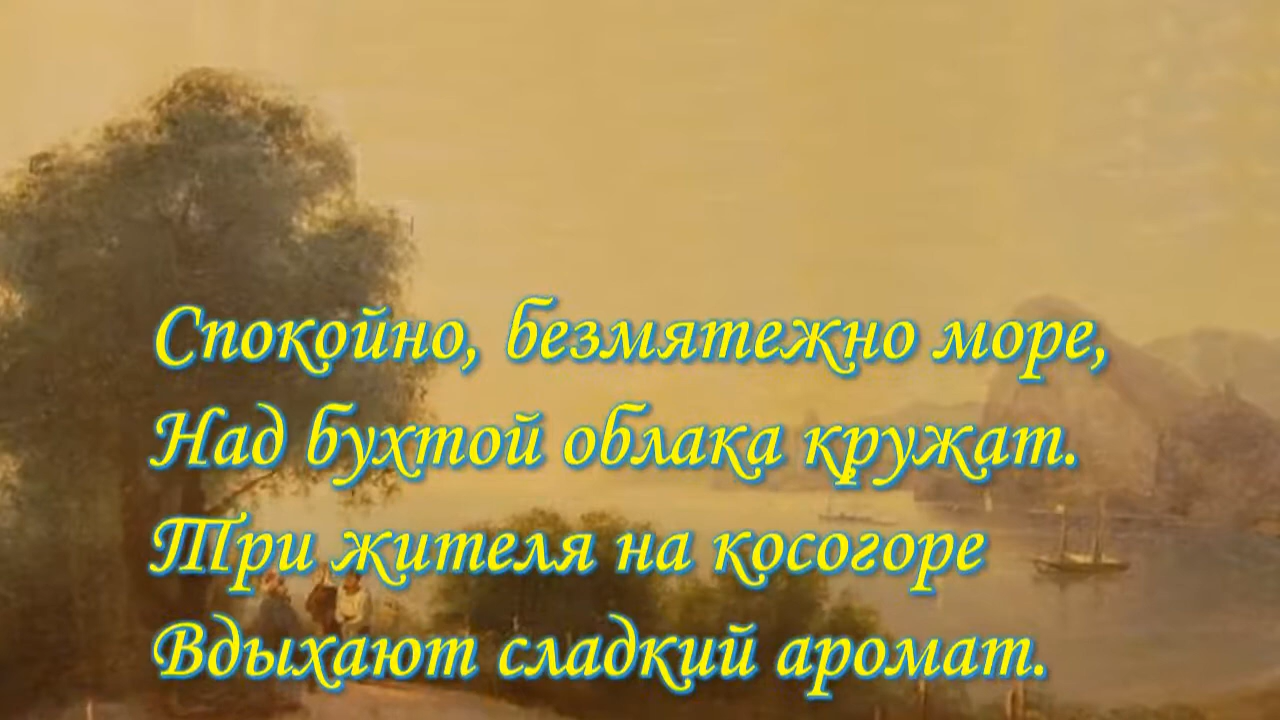 Спокойно, безмятежно море,
Над бухтой облака кружат.
Три жителя на косогоре
Вдыхают сладкий аромат.